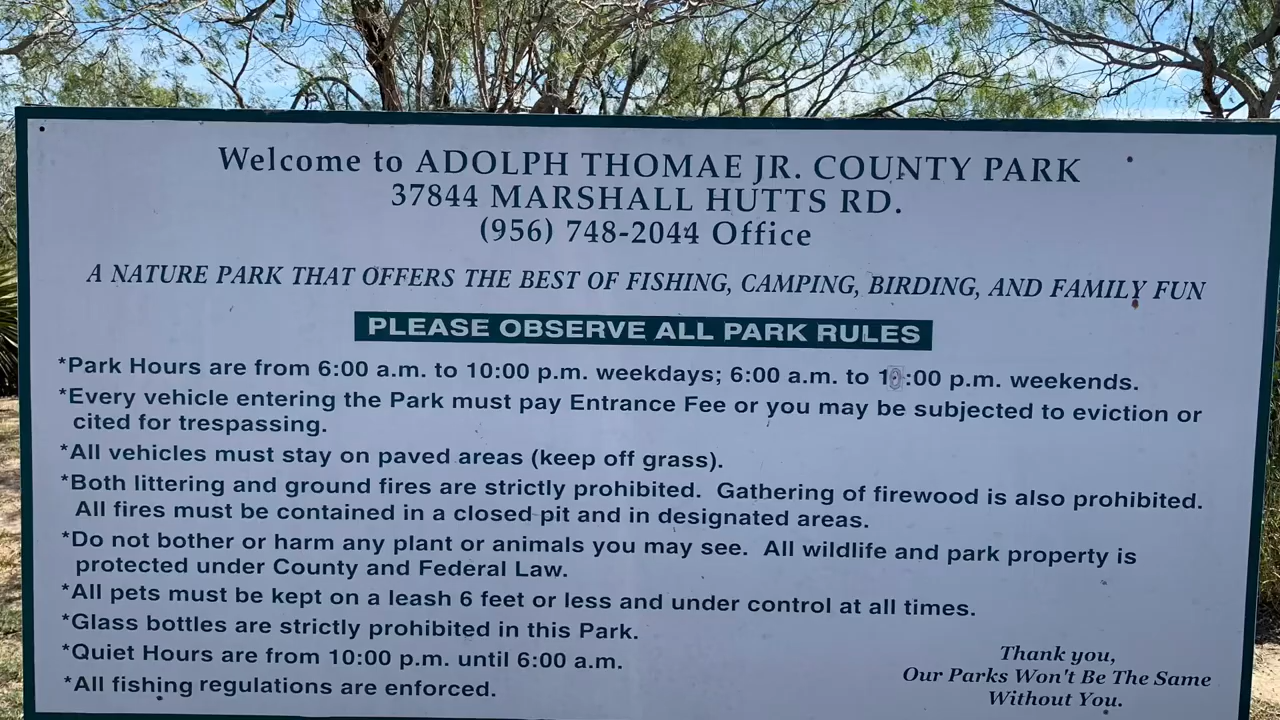 Welcome to ADOLPH THOMAE JR. COUNTY PARK
37844 MARSHALL HUTTS RD.
(956) 748-2044 Office
A NATURE PARK THAT OFFERS THE BEST OF FISHING, CAMPING, BIRDING, AND FAMILY FUN
PLEASE OBSERVE ALL PARK RULES
*Park Hours are from 6:00 a.m. to 10:00 p.m. weekdays; 6:00 a.m. to p.m. weekends.
*Every vehicle entering the Park must pay Entrance Fee or you may be subjected to eviction or
cited for trespassing.
*All vehicles must stay on paved areas (keep off grass).
*Both littering and ground fires are strictly prohibited. Gathering of firewood is also prohibited.
All fires must be contained in a closed pit and in designated areas.
*Do not bother or harm any plant or animals you may see. All wildlife and park property is
protected under County and Federal Law.
*All pets must be kept on a leash 6 feet or less and under control at all times.
*Glass bottles are strictly prohibited in this Park.
*Quiet Hours are from 10:00 p.m. until 6:00 a.m.
*All fishing regulations are enforced.
Thank you,
Our Parks Won't Be The Same
Without You.